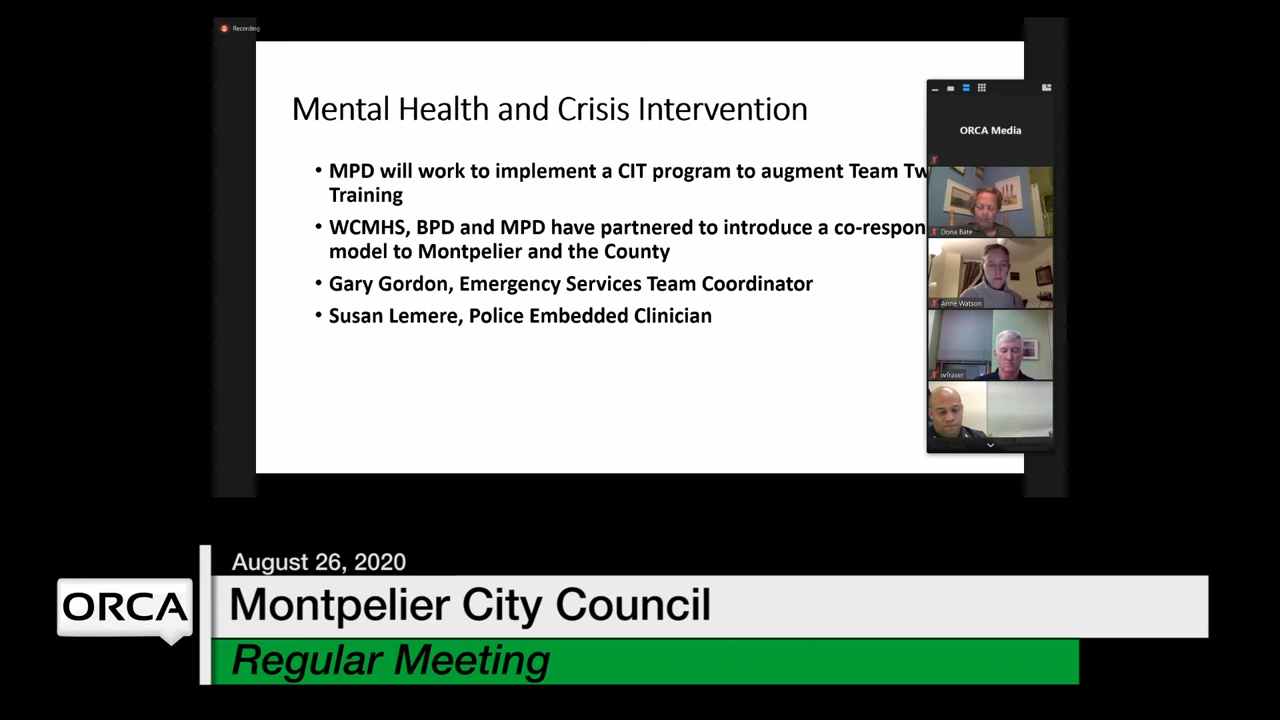 Recording
Mental Health and Crisis Intervention
ORCA Media
• MPD will work to implement a CIT program to augment Team
Training
• WCMHS, BPD and MPD have partnered to introduce a
model to Montpelier and the County
• Gary Gordon, Emergency Services Team Coordinator
• Susan Lemere, Police Embedded Clinician
Dona Bate
Anne Watson
wfraser
August 26, 2020
ORCA
Montpelier City Council
Regular Meeting